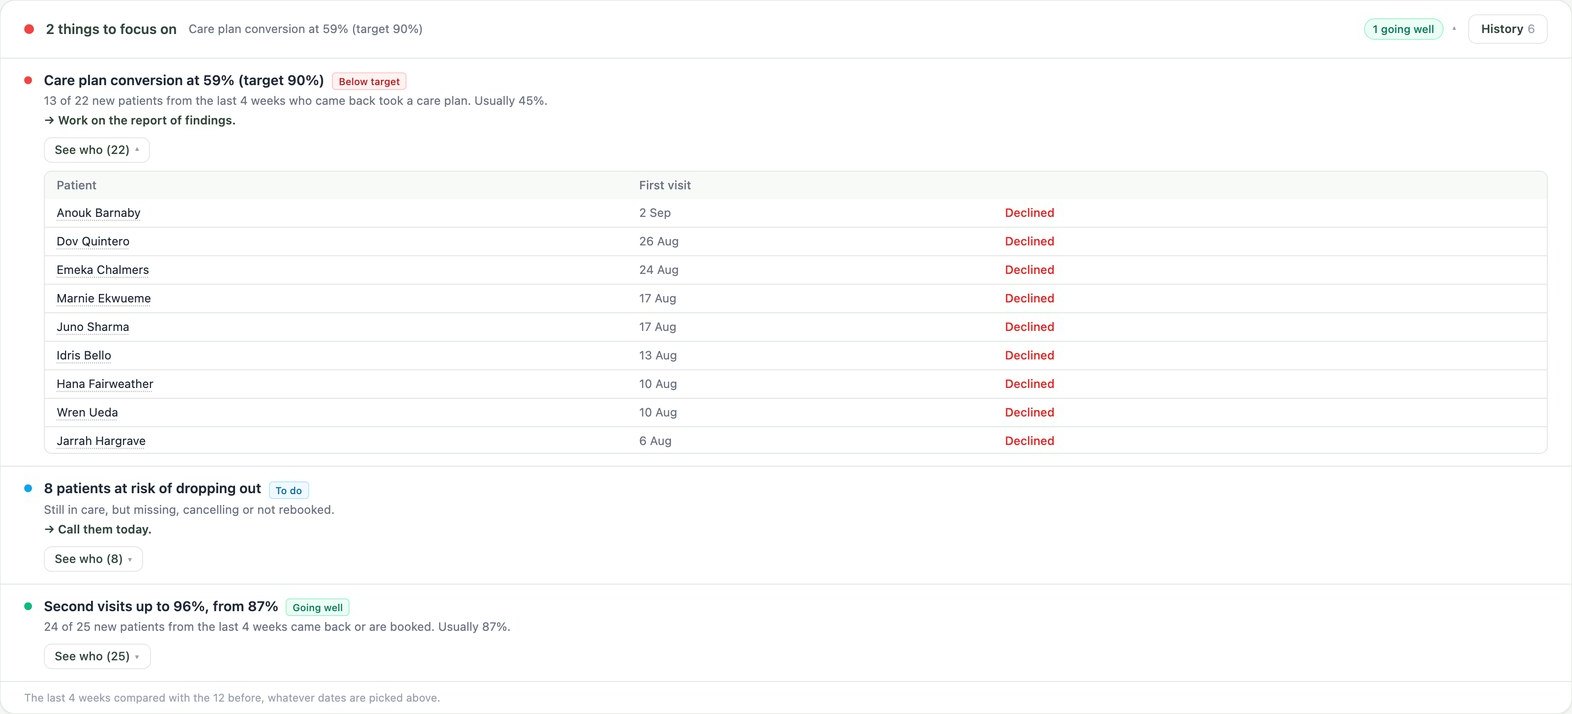 2 things to focus on Care plan conversion at 59% (target 90%) 1 going well History 6
Care plan conversion at 59% (target 90%) Below target
13 of 22 new patients from the last 4 weeks who came back took a care plan. Usually 45%.
→ Work on the report of findings.
See who (22)
Patient First visit
Anouk Barnaby 2 Sep Declined
Dov Quintero 26 Aug Declined
Emeka Chalmers 24 Aug Declined
Marnie Ekwueme 17 Aug Declined
Juno Sharma 17 Aug Declined
Idris Bello 13 Aug Declined
Hana Fairweather 10 Aug Declined
Wren Ueda 10 Aug Declined
Jarrah Hargrave 6 Aug Declined
8 patients at risk of dropping out To do
Still in care, but missing, cancelling or not rebooked.
→ Call them today.
See who (8)
Second visits up to 96%, from 87% Going well
24 of 25 new patients from the last 4 weeks came back or are booked. Usually 87%.
See who (25)
The last 4 weeks compared with the 12 before, whatever dates are picked above.